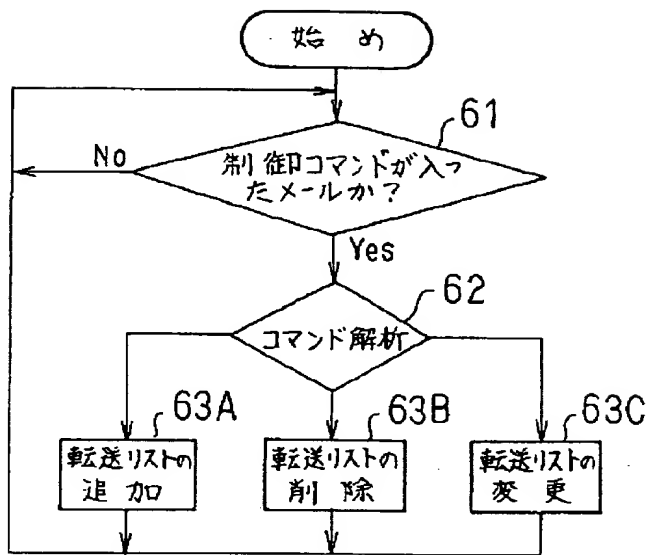 始め
61
No
制御コマンドが入っ
たメールか?
Yes
62
コマンド解析
63A
63B
63C
転送リストの
追加
転送リストの
削除
転送リストの
変更